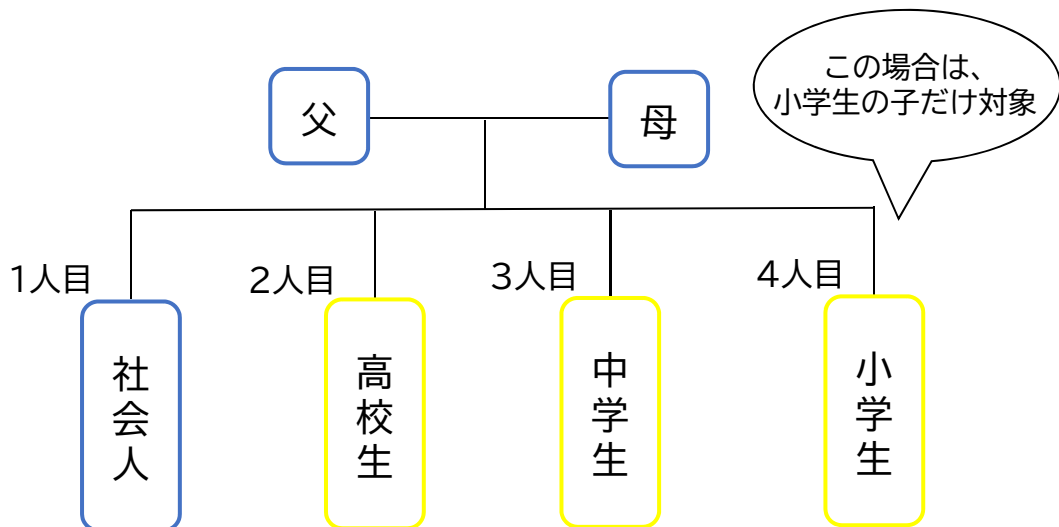 この場合は、
小学生の子だけ対象
父
母
1人目
2人目
3人目
4人目
社会人
高校生
中学生
小学生